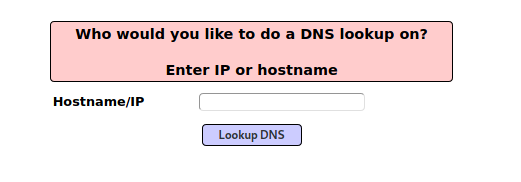 Who would you like to do a DNS lookup on?
Enter IP or hostname
Hostname/IP
Lookup DNS